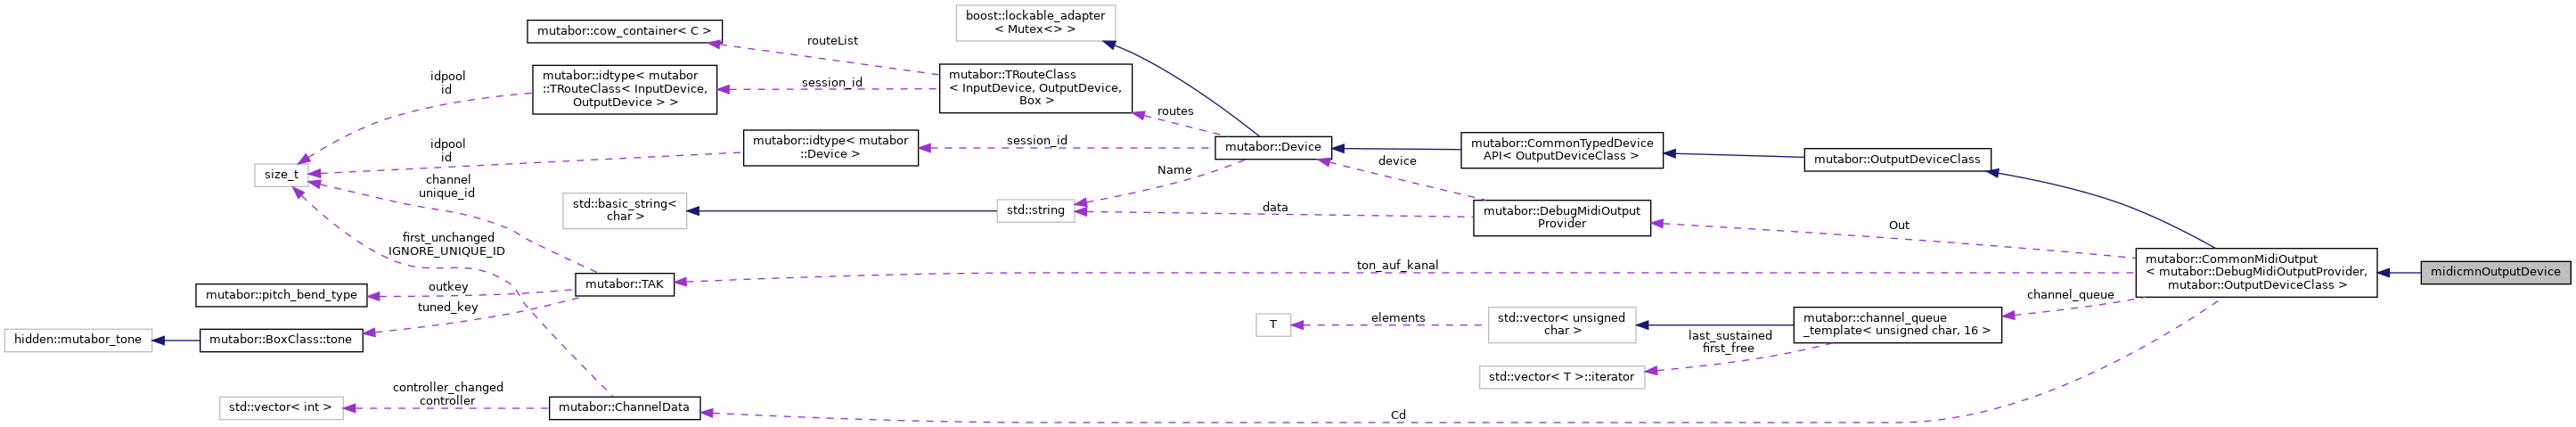 boost::lockable_adapter
< Mutex<> >
mutabor::cow_container< C >
routeList
idpool
id
mutabor::idtype< mutabor
::TRouteClass< InputDevice,
OutputDevice > >
session_id
mutabor::TRouteClass
< InputDevice, OutputDevice,
Box >
routes
idpool
id
mutabor::idtype< mutabor
::Device >
session_id
mutabor::Device
mutabor::CommonTypedDevice
API< OutputDeviceClass >
mutabor::OutputDeviceClass
size_t
channel
unique_id
Name
device
std::basic_string<
char >
std::string
data
mutabor::DebugMidiOutput
Provider
Out
first_unchanged
IGNORE_UNIQUE_ID
mutabor::CommonMidiOutput
< mutabor::DebugMidiOutputProvider,
mutabor::OutputDeviceClass >
midicmnOutputDevice
ton_auf_kanal
mutabor::TAK
outkey
mutabor::pitch_bend_type
tuned_key
channel_queue
hidden::mutabor_tone
mutabor::BoxClass::tone
T
elements
std::vector< unsigned
char >
last_sustained
first_free
mutabor::channel_queue
_template< unsigned char, 16 >
std::vector< T >::iterator
controller_changed
controller
std::vector< int >
mutabor::ChannelData
Cd